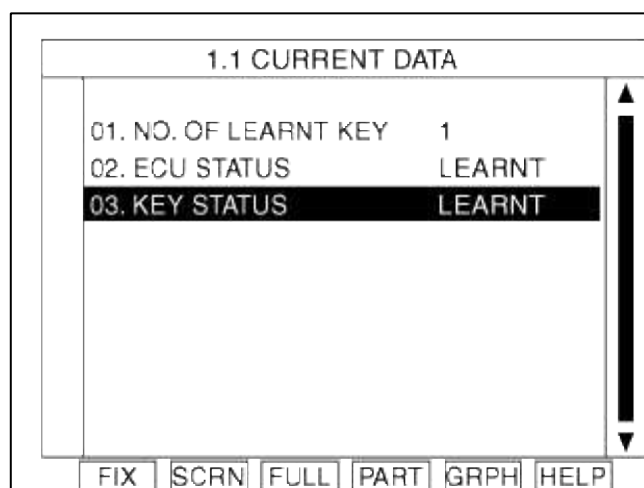 1.1 CURRENT DATA
01. NO. OF LEARNT KEY 1
02. ECU STATUS LEARNT
03. KEY STATUS LEARNT
FIX SCRN FULL PART GRPH HELP